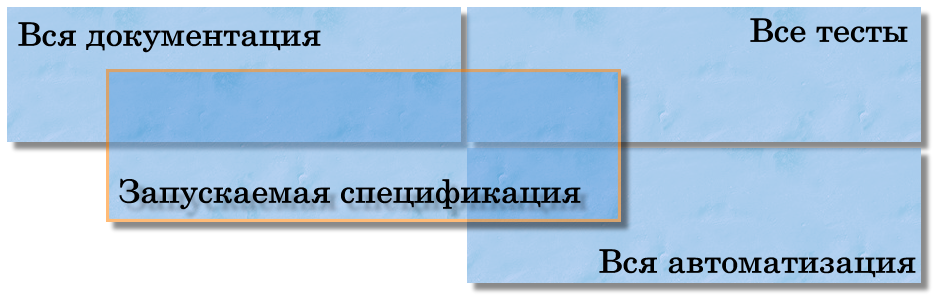 Вся документация
Все тесты
Запускаемая спецификация
Вся автоматизация